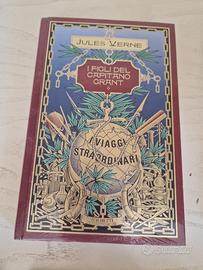 JULES VERNE
I FIGLI DEL
CAPITANO
GRANT
VIAGGI
STRAORDINARI